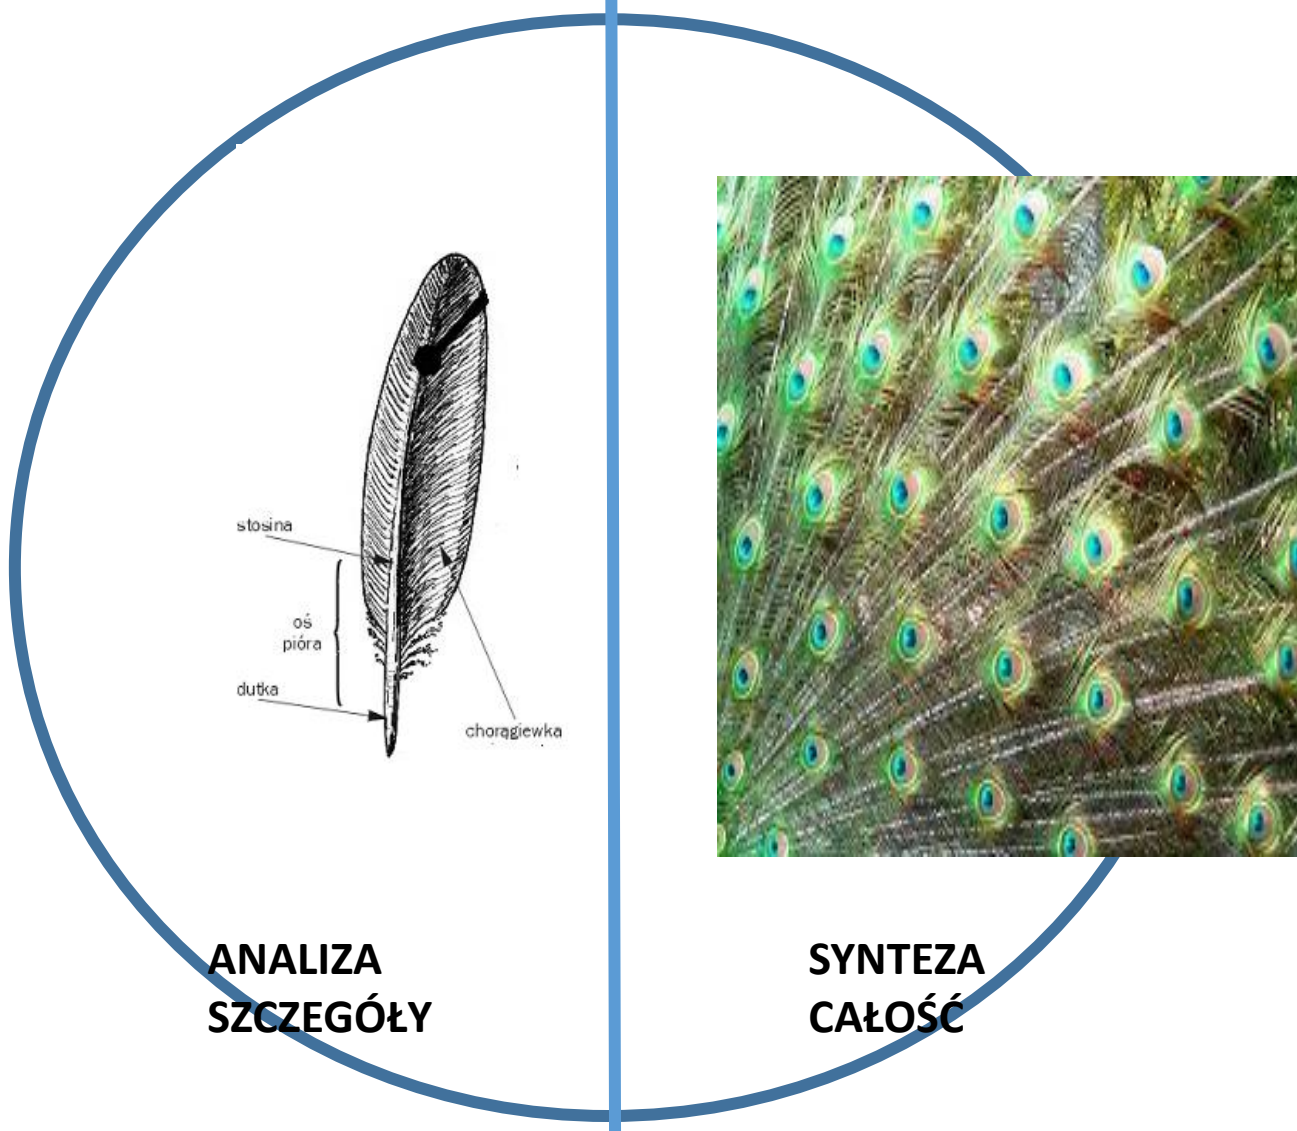 stosina
oś
pióra
dutka
chorągiewka
ANALIZA
SZCZEGÓŁY
SYNTEZA
CAŁOŚĆ